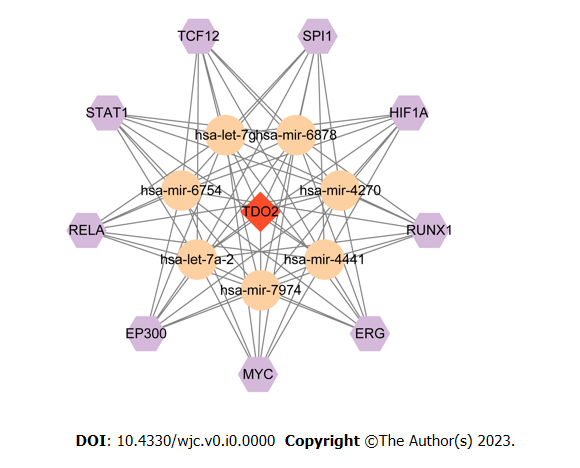 TCF12 SPI1
STAT1 HIF1A
hsa-let-7g hsa-mir-6878
hsa-mir-6754 hsa-mir-4270
TDO2
RELA RUNX1
hsa-let-7a-2 hsa-mir-4441
hsa-mir-7974
EP300 ERG
MYC
DOI: 10.4330/wjc.v0.i0.0000 Copyright ©The Author(s) 2023.